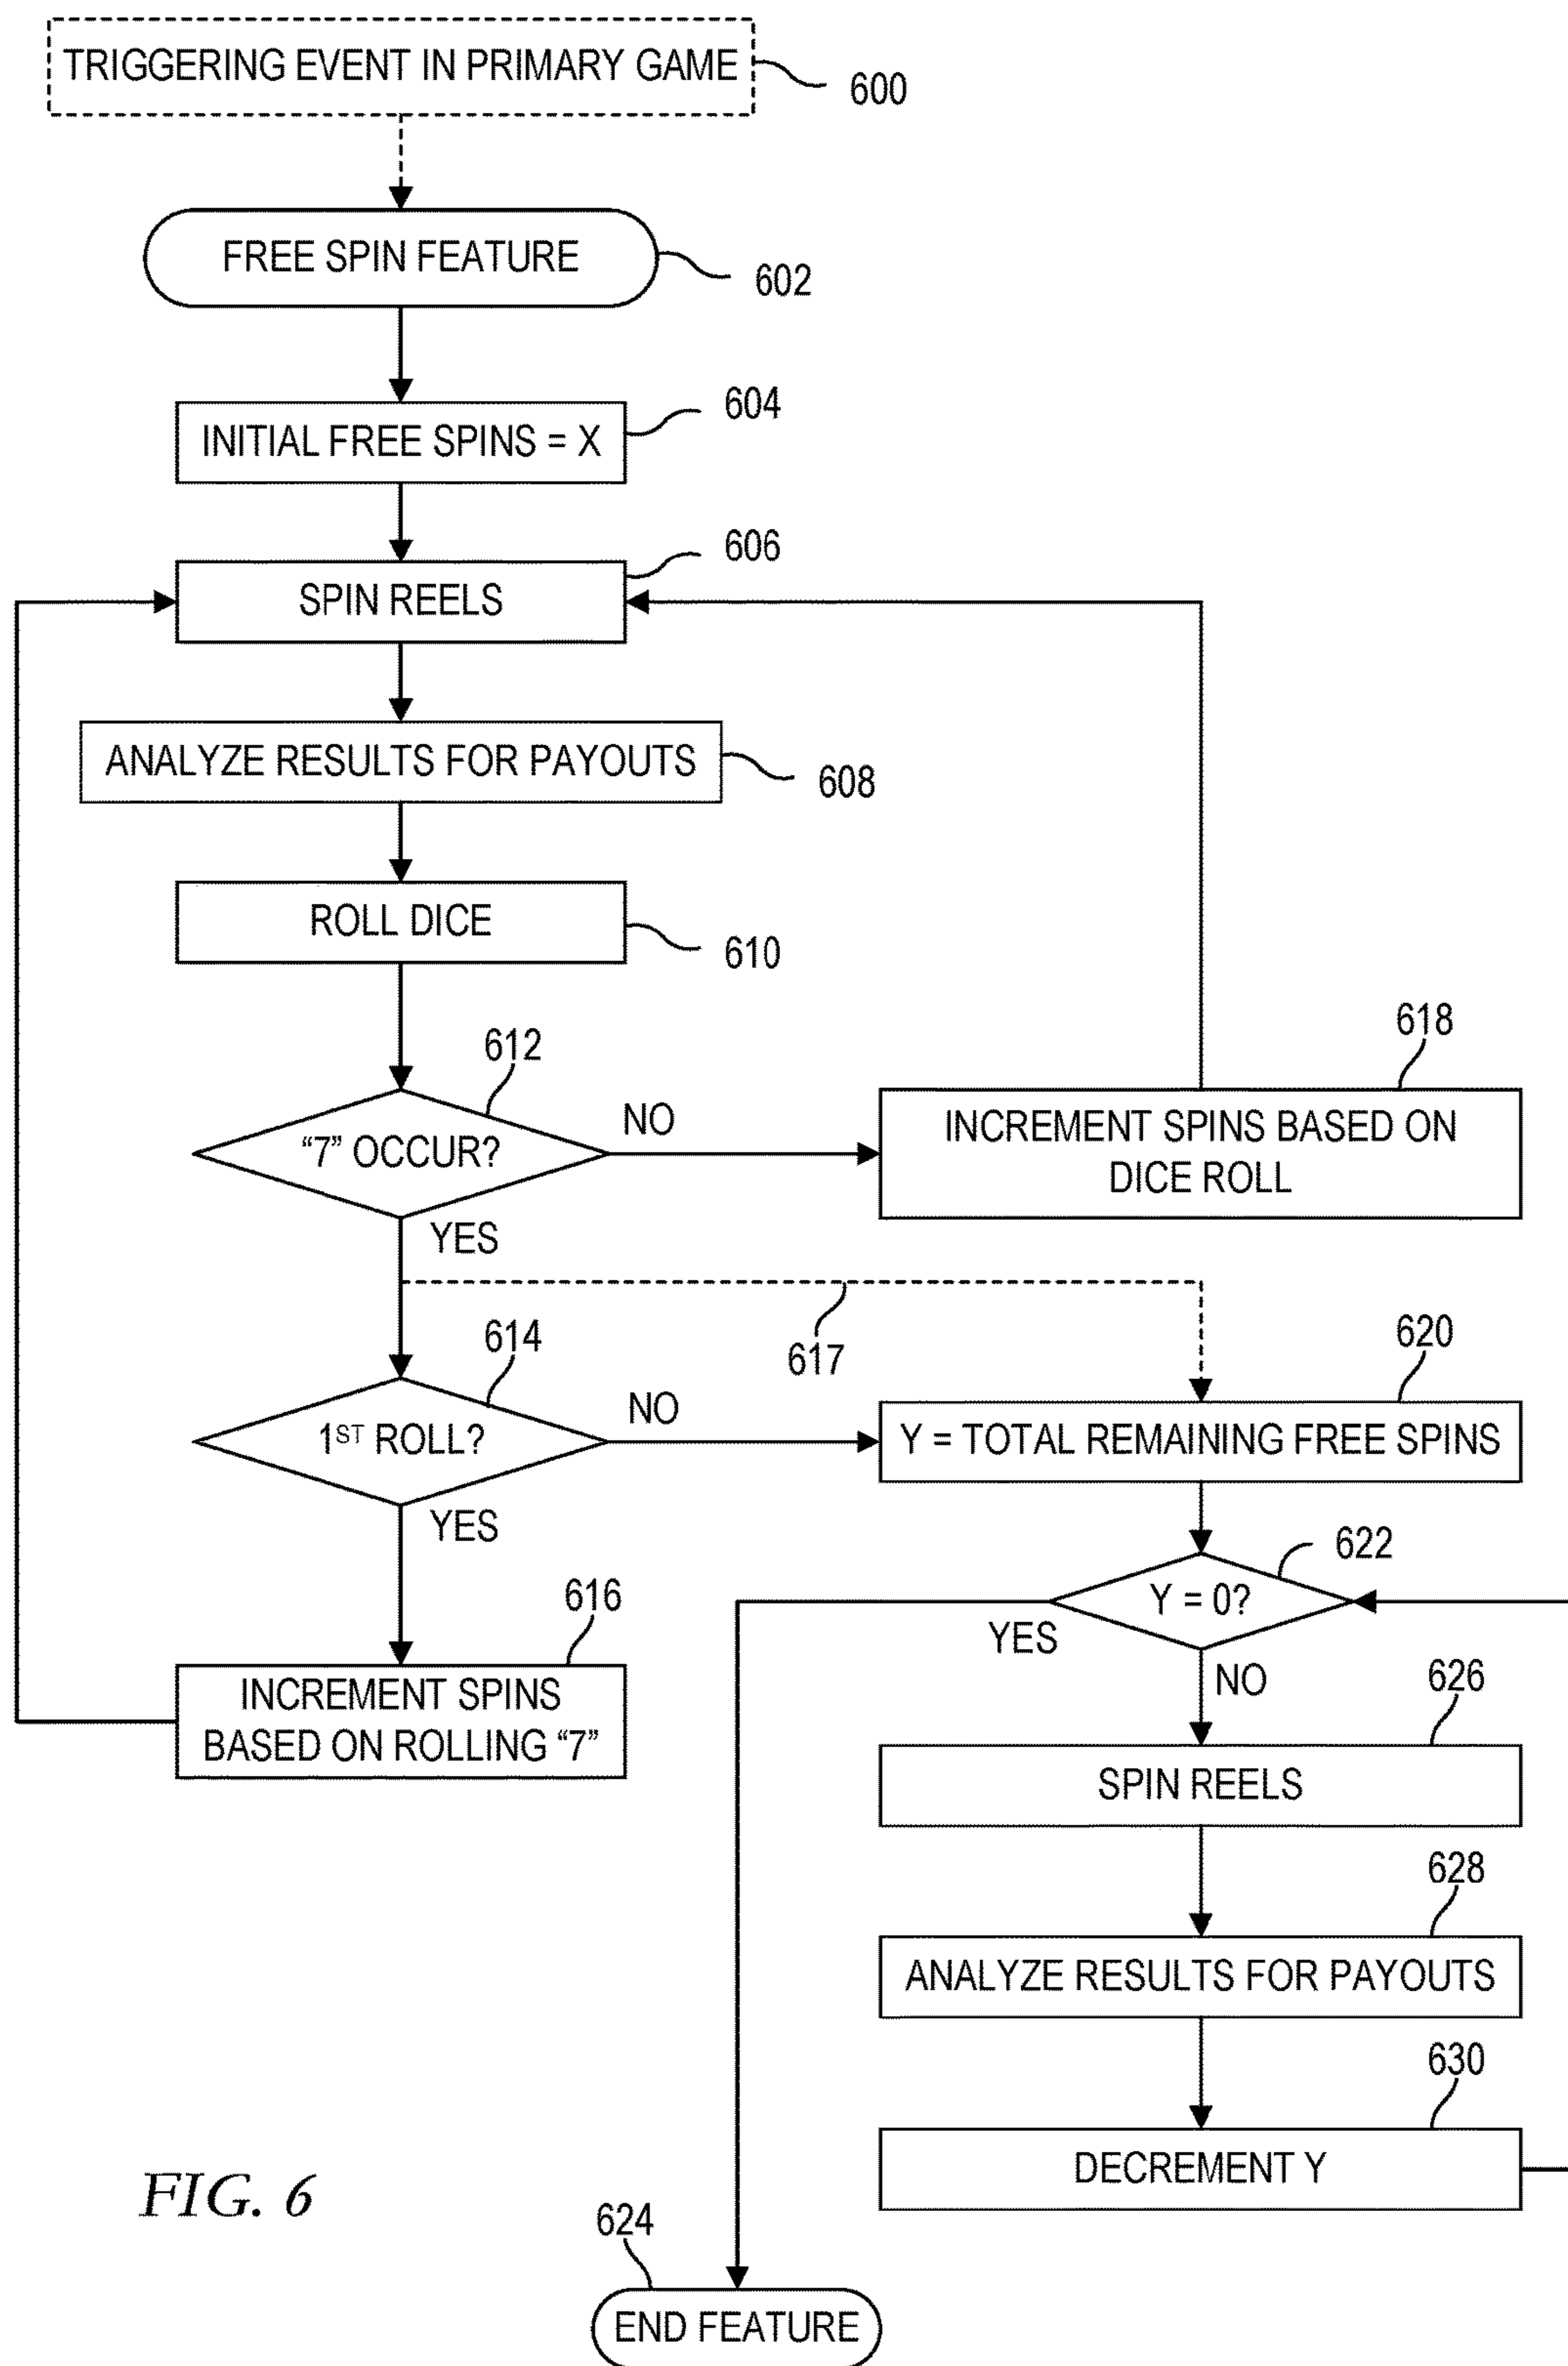 TRIGGERING EVENT IN PRIMARY GAME
600
FREE SPIN FEATURE
602
604
INITIAL FREE SPINS = X
606
SPIN REELS
ANALYZE RESULTS FOR PAYOUTS
608
ROLL DICE
610
612
"7" OCCUR?
NO
YES
618
INCREMENT SPINS BASED ON
DICE ROLL
617
614
1ST ROLL?
NO
YES
620
Y = TOTAL REMAINING FREE SPINS
622
Y = 0?
YES
NO
616
INCREMENT SPINS
BASED ON ROLLING "7"
626
SPIN REELS
628
ANALYZE RESULTS FOR PAYOUTS
630
DECREMENT Y
FIG. 6
624
END FEATURE